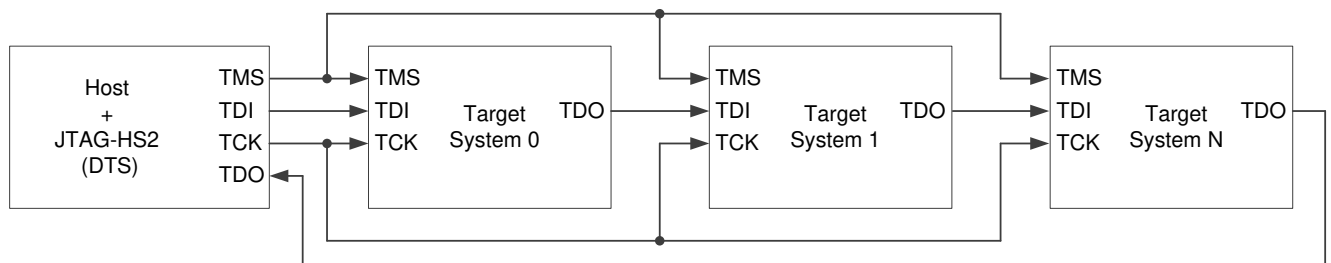 Host
+
JTAG-HS2
(DTS)
TMS
TDI
TCK
TDO
TMS
TDI
TCK
Target
System 0
TDO
TMS
TDI
TCK
Target
System 1
TDO
TMS
TDI
TCK
Target
System N
TDO